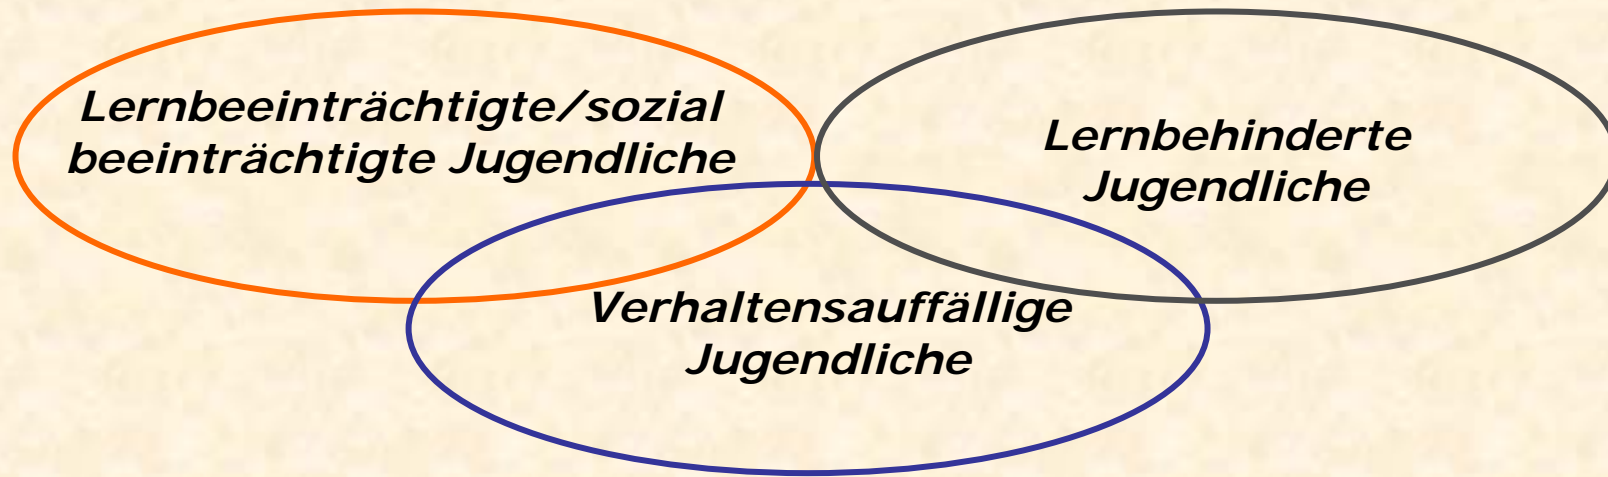 Lernbeeinträchtigte/sozial
beeinträchtigte Jugendliche
Lernbehinderte
Jugendliche
Verhaltensauffällige
Jugendliche